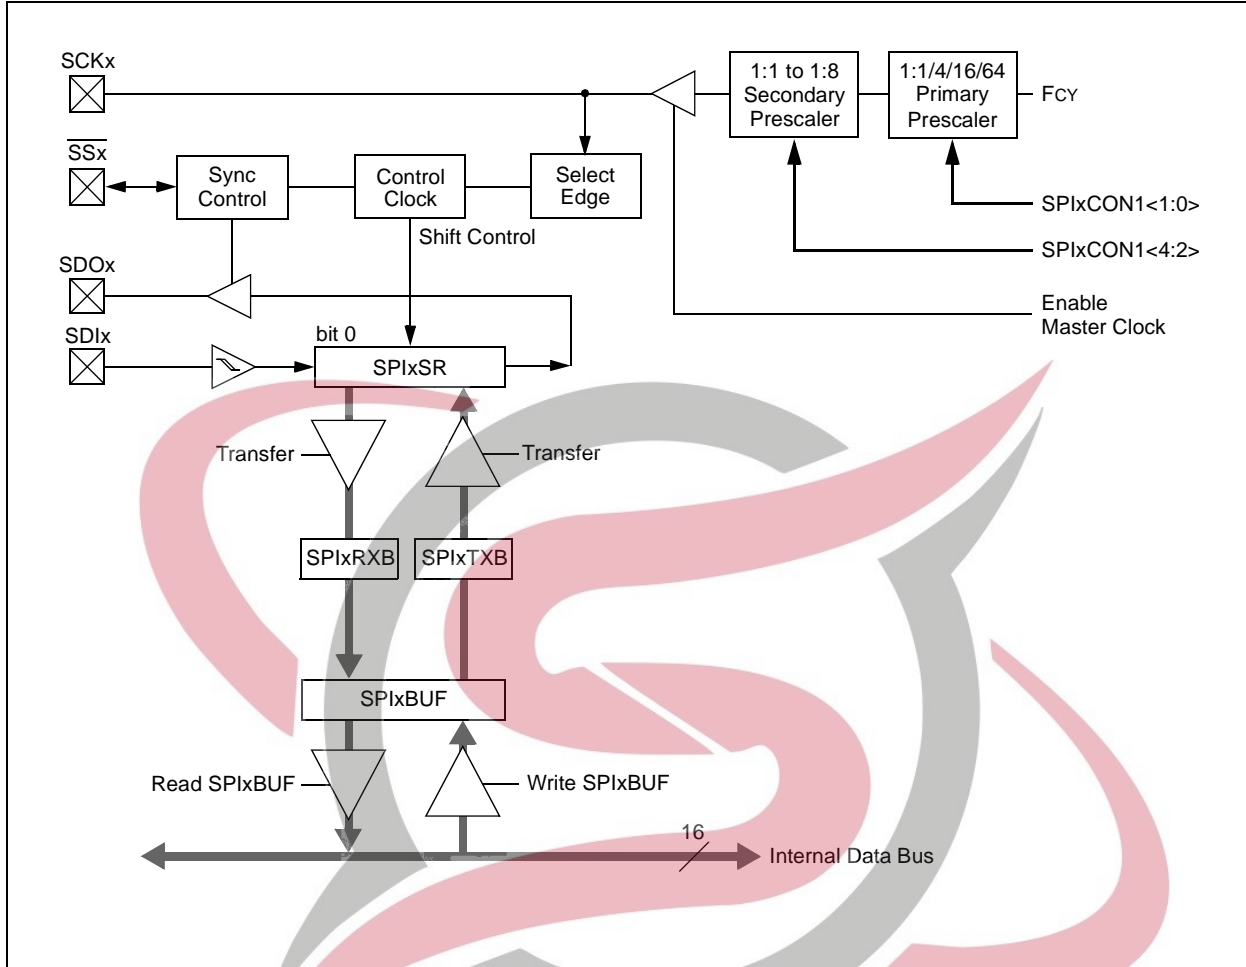 SCKx
1:1 to 1:8
Secondary
Prescaler
1:1/4/16/64
Primary
Prescaler
FCY
SSx
Sync
Control
Control
Clock
Select
Edge
SPIxCON1<1:0>
Shift Control
SPIxCON1<4:2>
SDOx
Enable
Master Clock
SDIx
bit 0
SPIxSR
Transfer
Transfer
SPIxRXB
SPIxTXB
SPIxBUF
Read SPIxBUF
Write SPIxBUF
16
Internal Data Bus